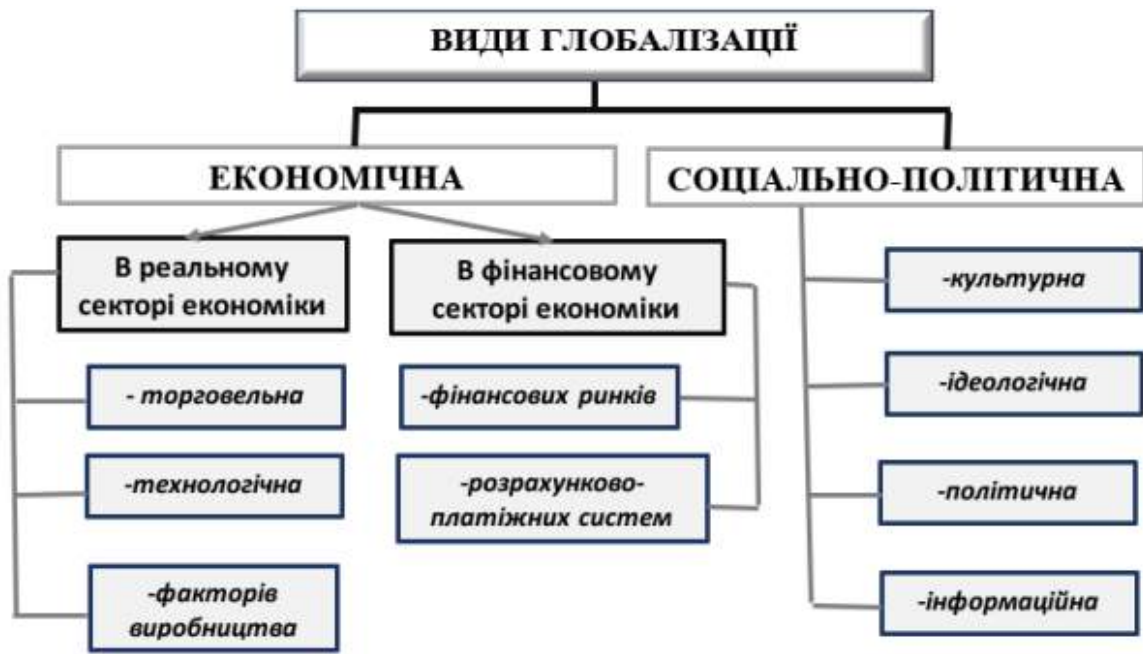 ВИДИ ГЛОБАЛІЗАЦІЇ
ЕКОНОМІЧНА
СОЦІАЛЬНО-ПОЛІТИЧНА
В реальному
секторі економіки
- торговельна
-технологічна
-факторів
виробництва
В фінансовому
секторі економіки
-фінансових ринків
-розрахунково-
платіжних систем
-культурна
-ідеологічна
-політична
-інформаційна